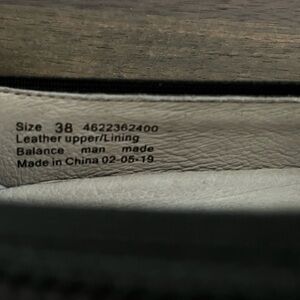 Size 38 4622362400
Leather upper/Lining
Balance man made
Made in China 02-05-19